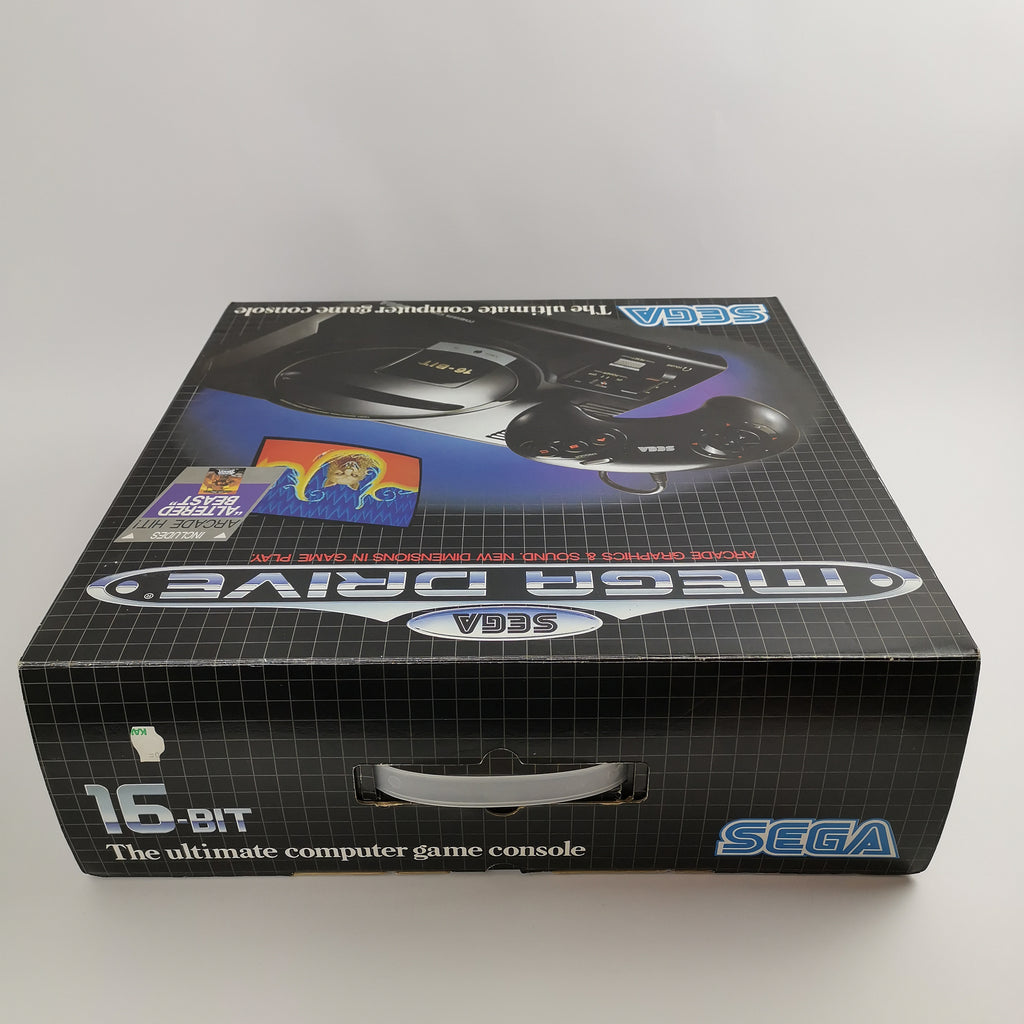 SEGA
MEGA DRIVE®
ARCADE GRAPHICS & SOUND. NEW DIMENSIONS IN GAME PLAY.
INCLUDES
ARCADE HIT!
"ALTERED
BEAST"
SEGA
16-BIT
SEGA The ultimate computer game console
16-BIT
The ultimate computer game console
SEGA